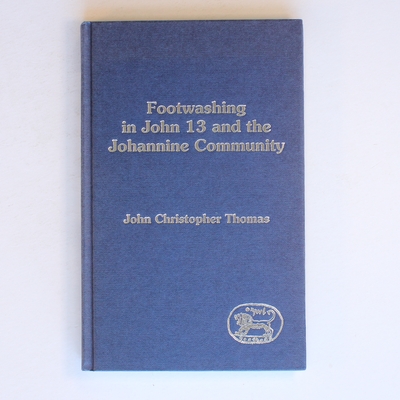 Footwashing
in John 13 and the
Johannine Community
John Christopher Thomas